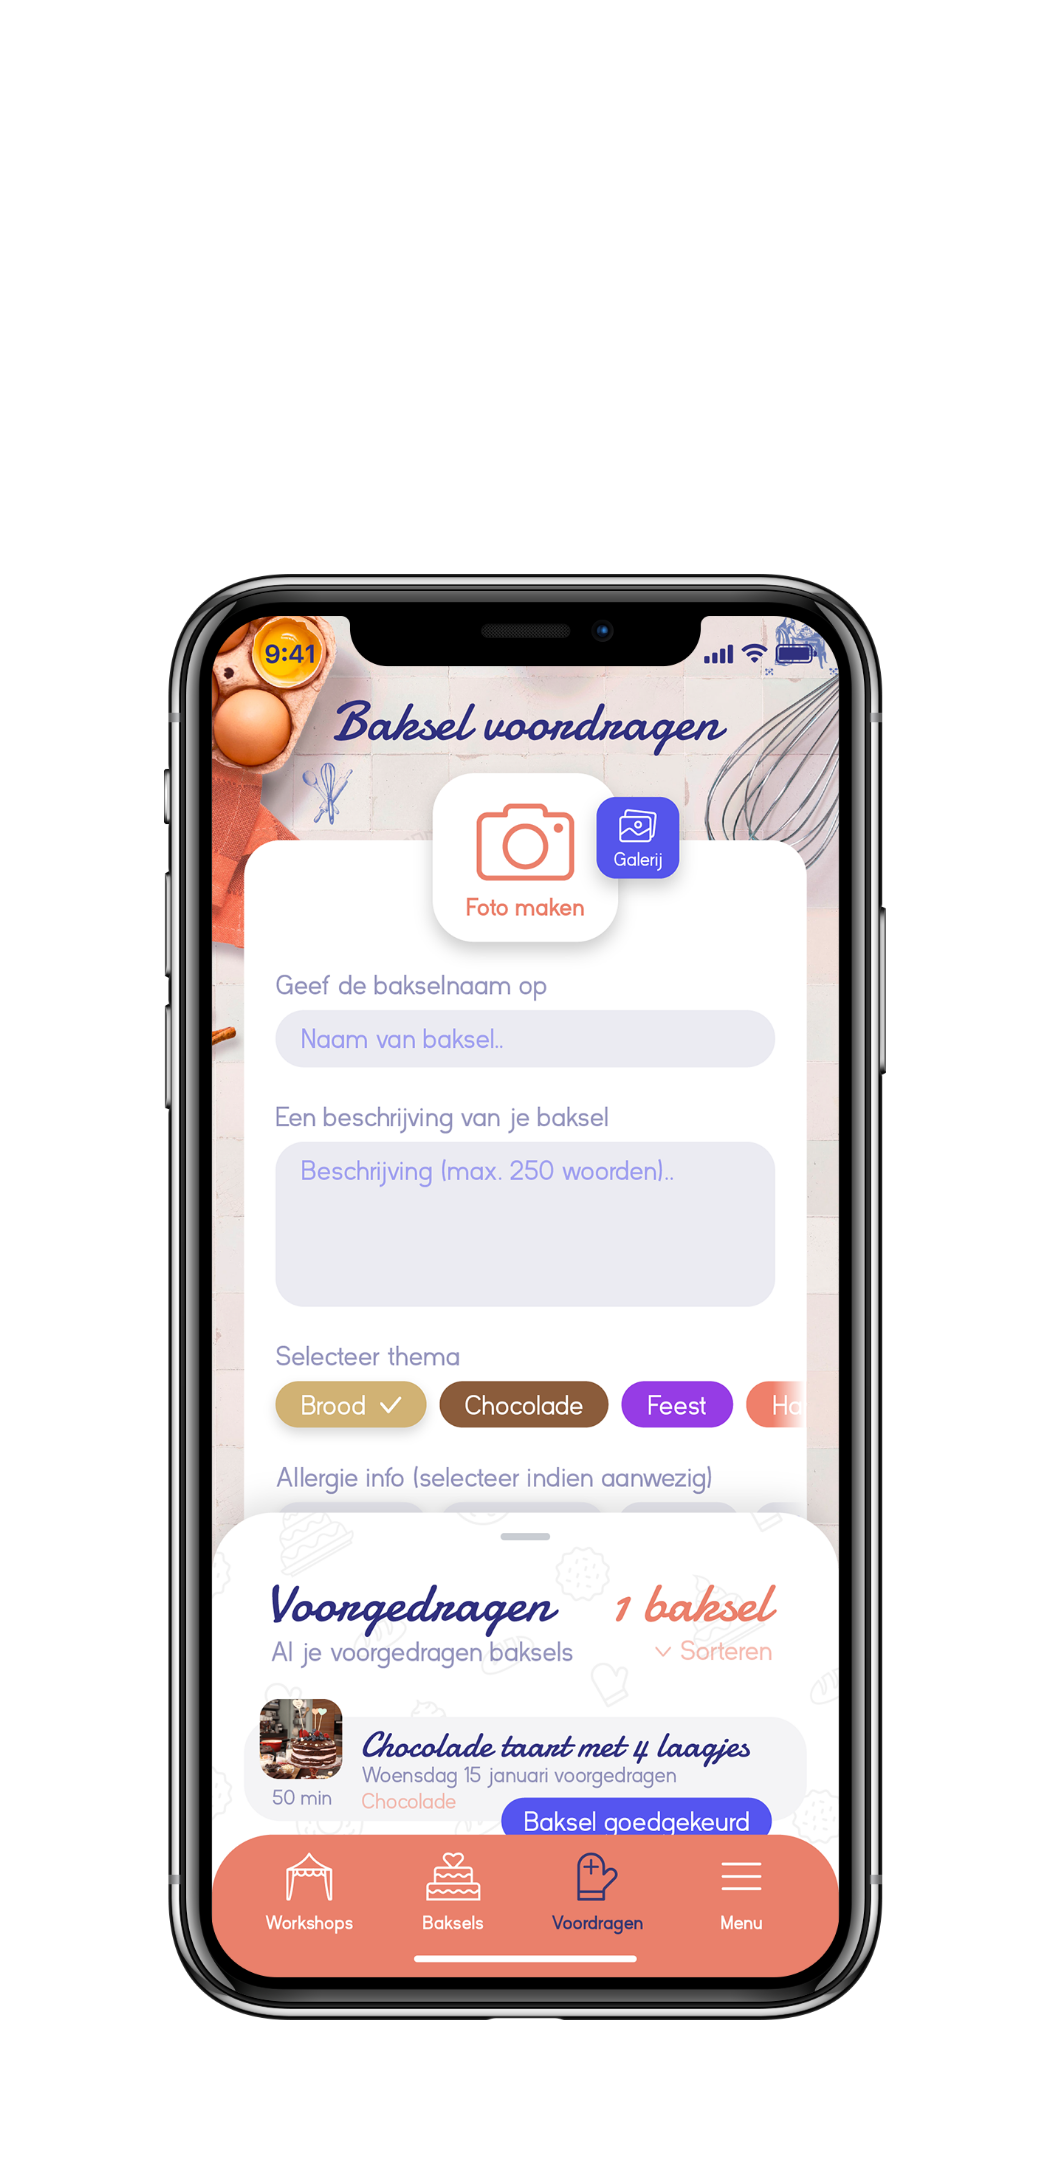 9:41
Baksel voordragen
Galerij
Foto maken
Geef de bakselnaam op
Naam van baksel..
Een beschrijving van je baksel
Beschrijving (max. 250 woorden)..
Selecteer thema
Brood Chocolade Feest Ha
Allergie info (selecteer indien aanwezig)
Voorgedragen 1 baksel
Al je voorgedragen baksels Sorteren
Chocolade taart met 4 laagjes
Woensdag 15 januari voorgedragen
50 min Chocolade
Baksel goedgekeurd
Workshops Baksels Voordragen Menu